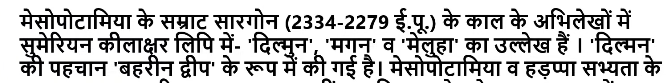 मेसोपोटामिया के सम्राट सारगोन (2334-2279 ई.पू.) के काल के अभिलेखों में
सुमेरियन कीलाक्षर लिपि में- 'दिल्मुन', 'मगन' व 'मेलुहा' का उल्लेख हैं । 'दिल्मन'
की पहचान 'बहरीन द्वीप' के रूप में की गई है। मेसोपोटामिया व हड़प्पा सभ्यता के